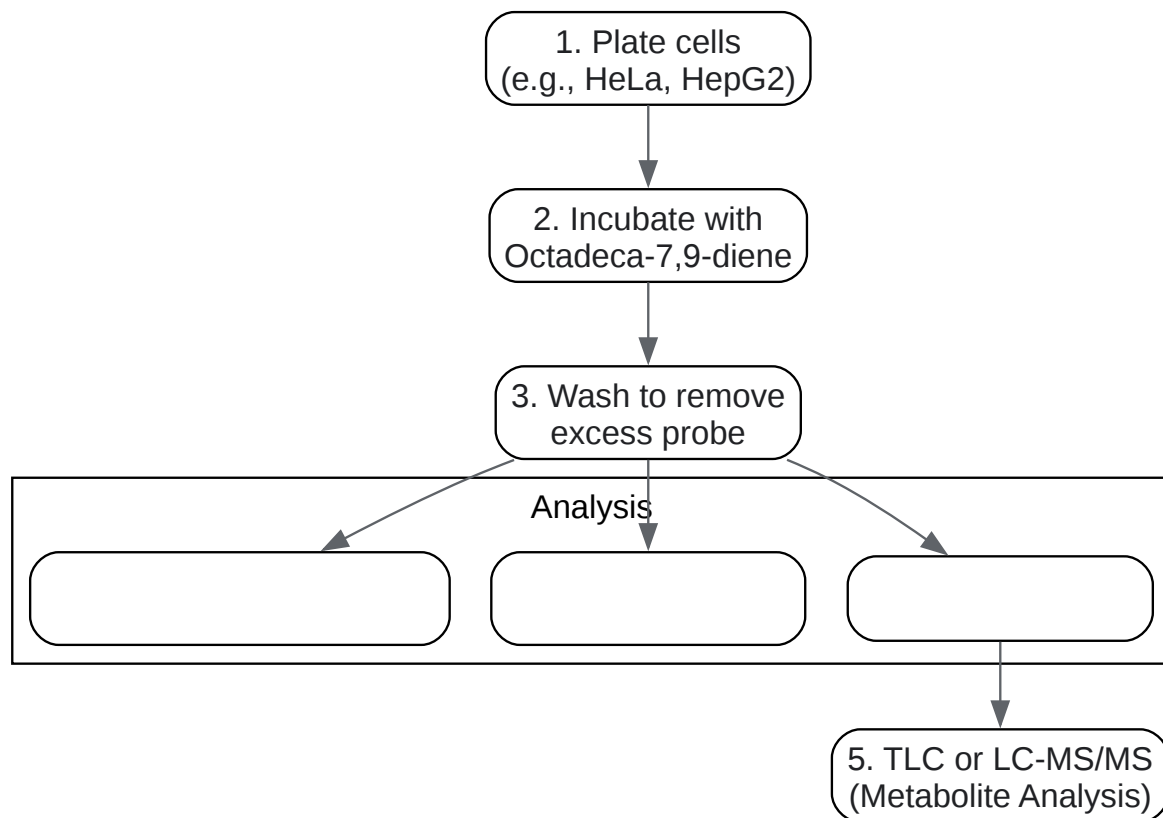 1. Plate cells
(e.g., HeLa, HepG2)
2. Incubate with
Octadeca-7,9-diene
3. Wash to remove
excess probe
Analysis
5. TLC or LC-MS/MS
(Metabolite Analysis)